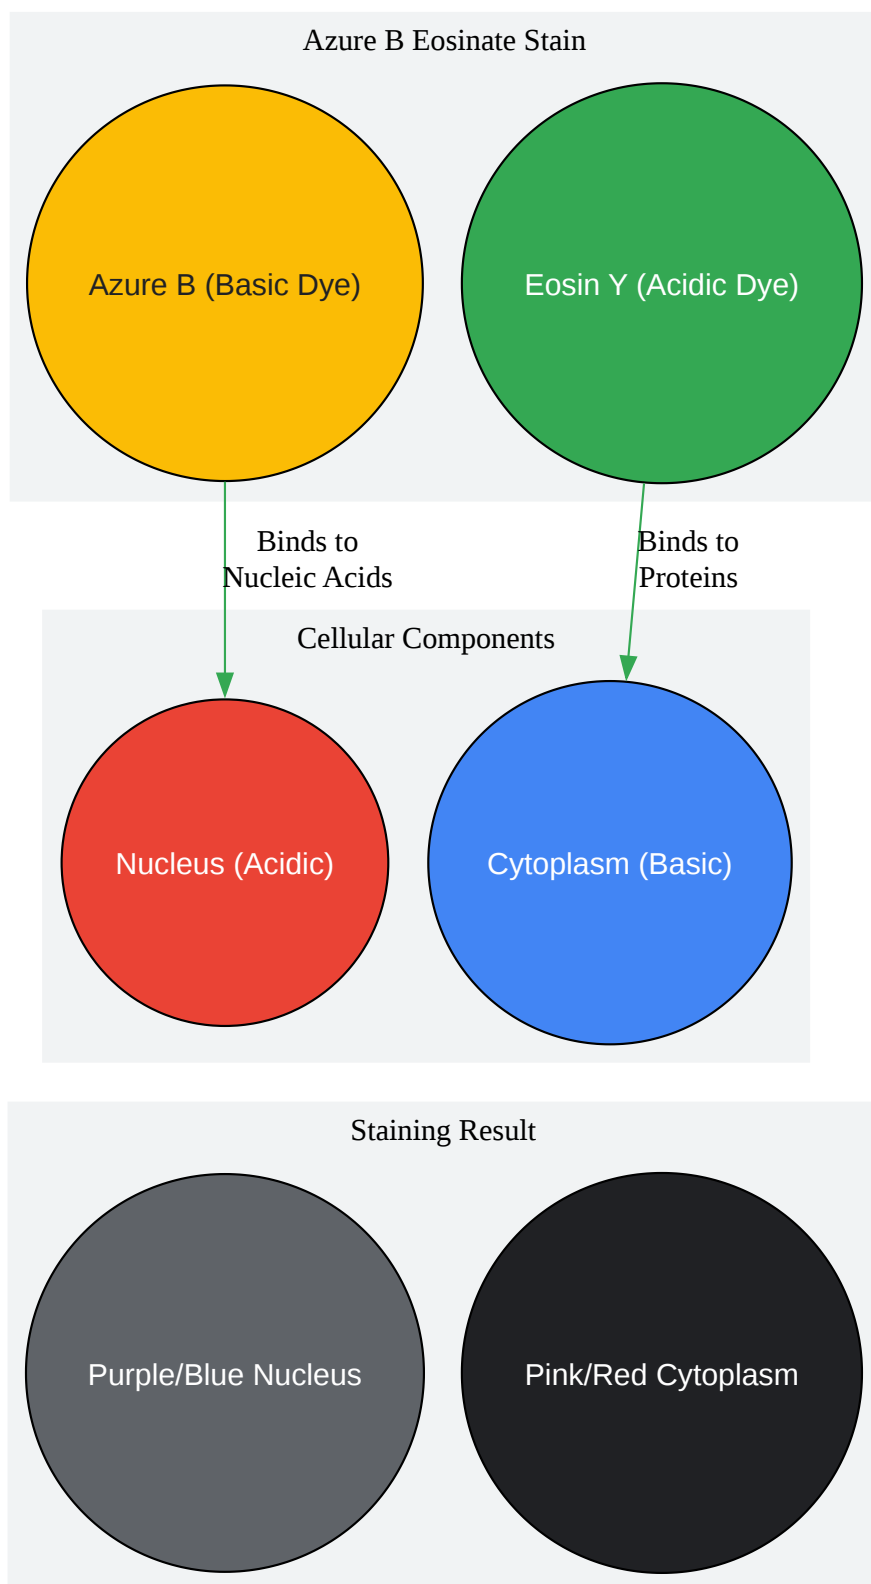 Azure B Eosinate Stain
Azure B (Basic Dye)
Eosin Y (Acidic Dye)
Binds to
Nucleic Acids
Binds to
Proteins
Cellular Components
Nucleus (Acidic)
Cytoplasm (Basic)
Staining Result
Purple/Blue Nucleus
Pink/Red Cytoplasm